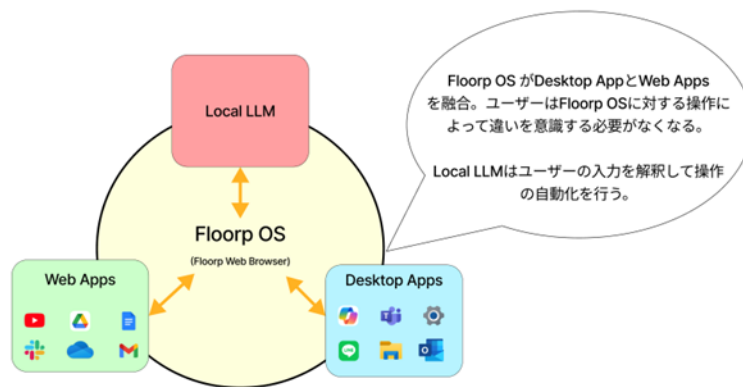 Local LLM
Floorp OS
(Floorp Web Browser)
Web Apps
Desktop Apps
Floorp OS がDesktop AppとWeb Apps
を融合。ユーザーはFloorp OSに対する操作に
よって違いを意識する必要がなくなる。
Local LLMはユーザーの入力を解釈して操作
の自動化を行う。